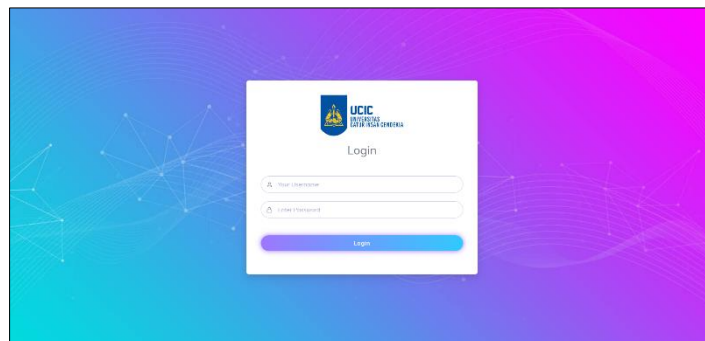 UCIC
UNIVERSITAS
CATUR INSAN CENDEKIA
Login
Your Username
Enter Password
Login